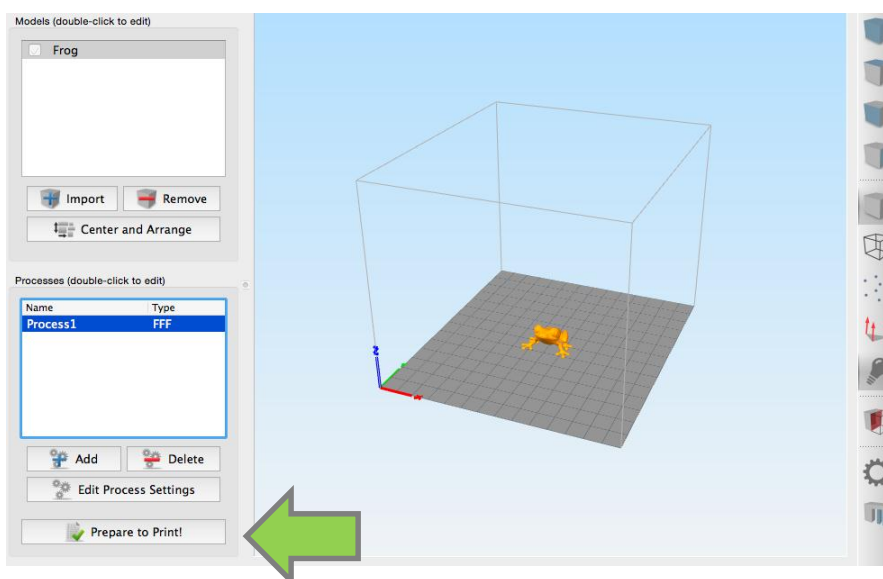 Models (double-click to edit)
Frog
Import Remove
Center and Arrange
Processes (double-click to edit)
Name Type
Process1 FFF
Add Delete
Edit Process Settings
Prepare to Print!